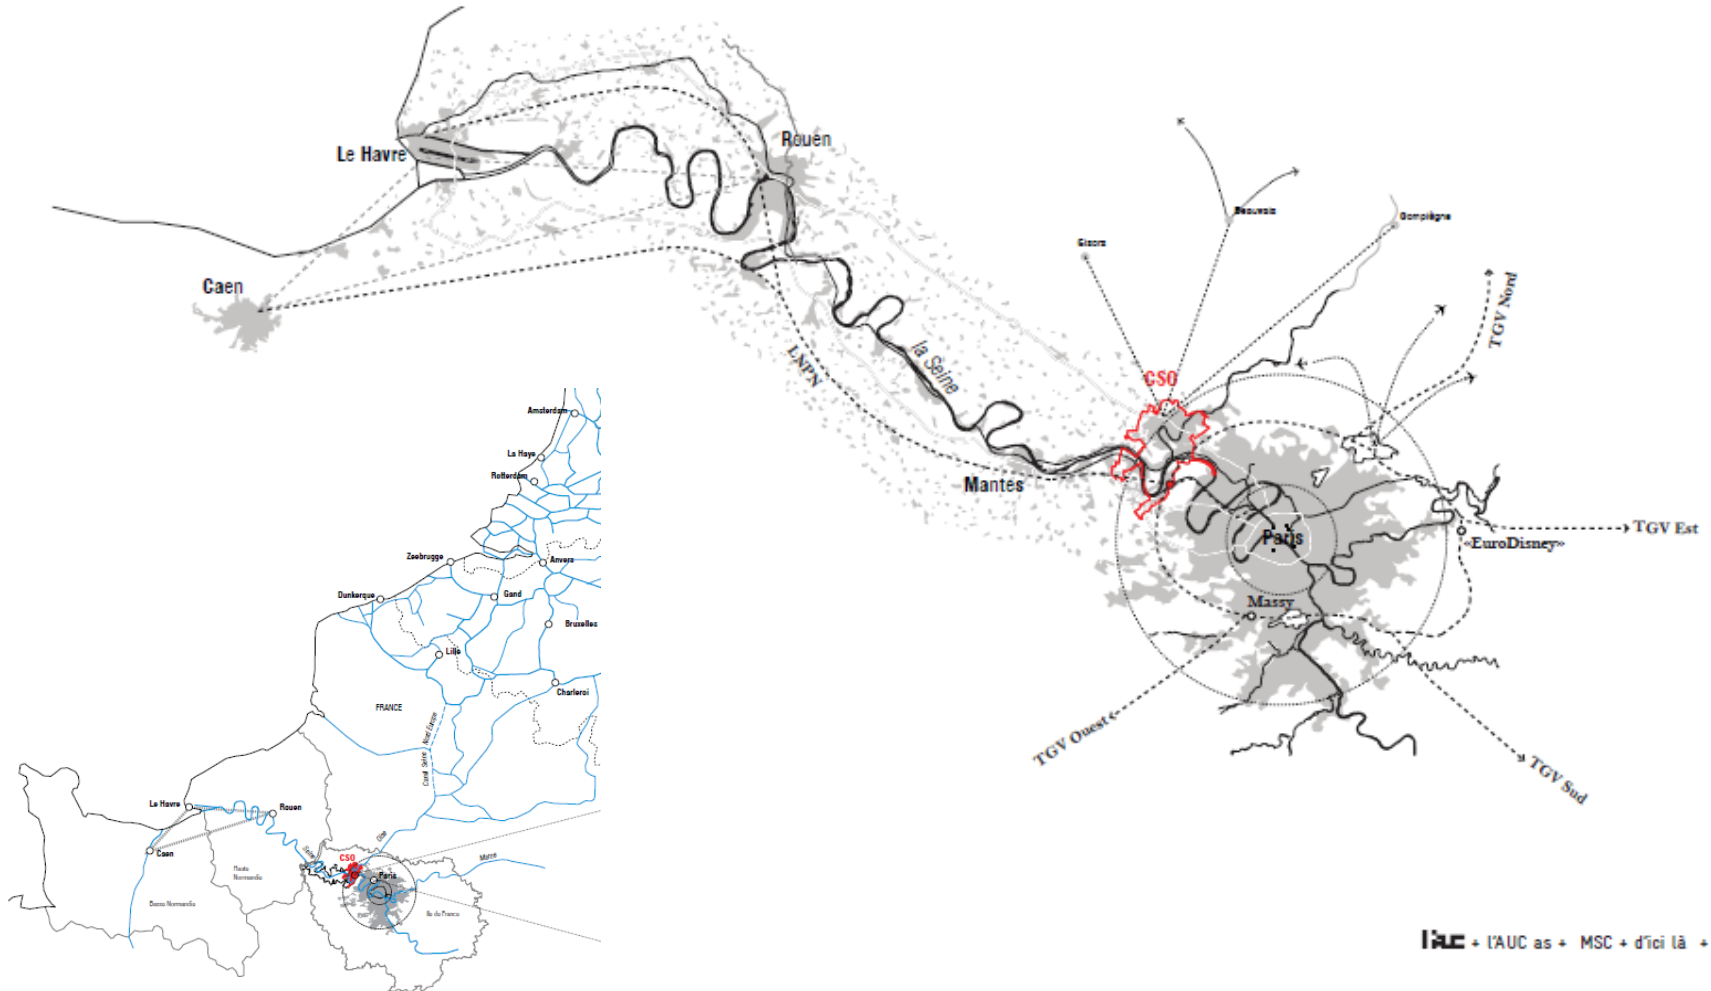 Le Havre
Rouen
Caen
Gisors
Beauvais
Compiègne
CSO
la Seine
LNPN
Mantes
TGV Nord
TGV Est
«EuroDisney»
Paris
Massy
TGV Ouest
TGV Sud
Amsterdam
La Haye
Rotterdam
Zeebrugge
Anvers
Dunkerque
Gand
Bruxelles
Lille
Charleroi
FRANCE
Canal Seine Nord Europe
Le Havre
Rouen
Caen
Oise
Seine
CSO
Marne
Paris
Haute
Normandie
Basse Normandie
Ile de France
l'auc + l'AUC as + MSC + d'ici là +